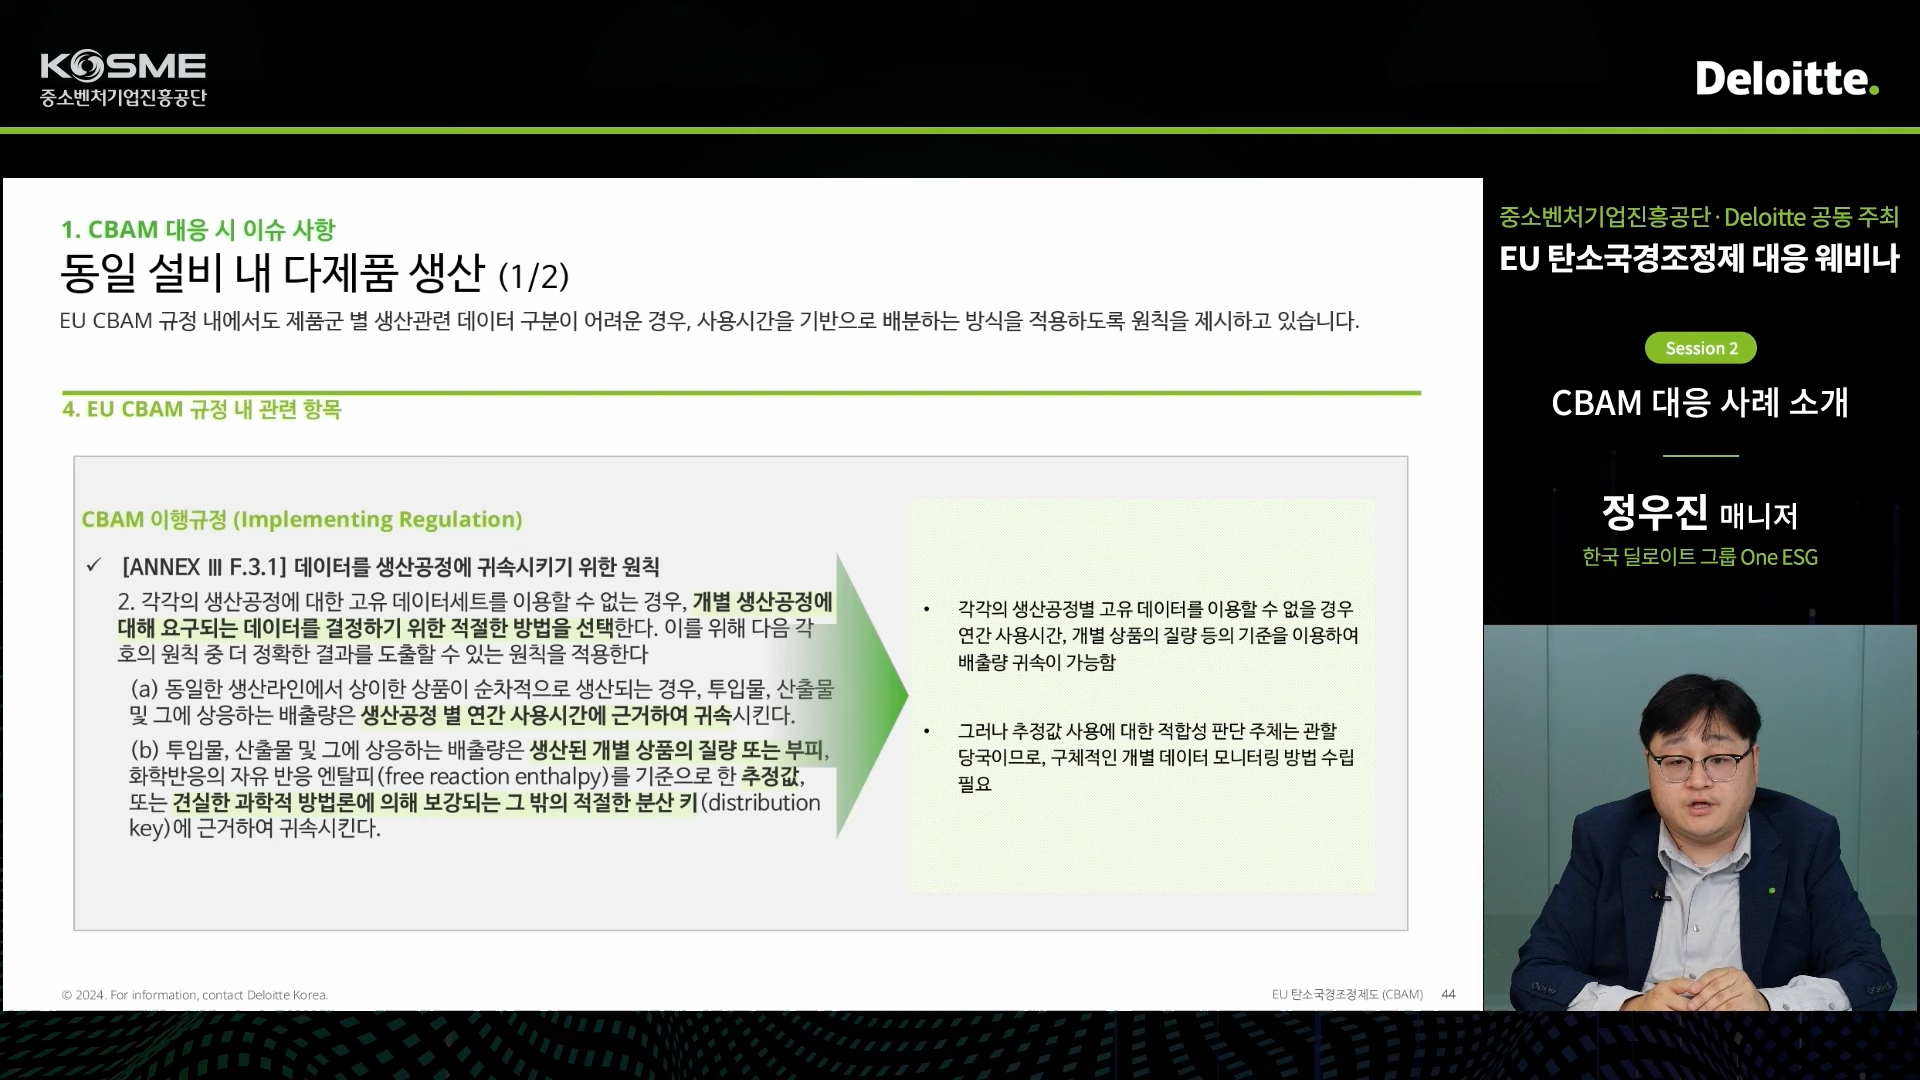 KOSME
중소벤처기업진흥공단
Deloitte.
1. CBAM 대응 시 이슈 사항
동일 설비 내 다제품 생산 (1/2)
EU CBAM 규정 내에서도 제품군 별 생산관련 데이터 구분이 어려운 경우, 사용시간을 기반으로 배분하는 방식을 적용하도록 원칙을 제시하고 있습니다.
4. EU CBAM 규정 내 관련 항목
CBAM 이행규정 (Implementing Regulation)
✓ [ANNEX Ⅲ F.3.1] 데이터를 생산공정에 귀속시키기 위한 원칙
2. 각각의 생산공정에 대한 고유 데이터세트를 이용할 수 없는 경우, 개별 생산공정에
대해 요구되는 데이터를 결정하기 위한 적절한 방법을 선택한다. 이를 위해 다음 각
호의 원칙 중 더 정확한 결과를 도출할 수 있는 원칙을 적용한다
(a) 동일한 생산라인에서 상이한 상품이 순차적으로 생산되는 경우, 투입물, 산출물
및 그에 상응하는 배출량은 생산공정 별 연간 사용시간에 근거하여 귀속시킨다.
(b) 투입물, 산출물 및 그에 상응하는 배출량은 생산된 개별 상품의 질량 또는 부피,
화학반응의 자유 반응 엔탈피(free reaction enthalpy)를 기준으로 한 추정값,
또는 견실한 과학적 방법론에 의해 보강되는 그 밖의 적절한 분산 키(distribution
key)에 근거하여 귀속시킨다.
• 각각의 생산공정별 고유 데이터를 이용할 수 없을 경우
연간 사용시간, 개별 상품의 질량 등의 기준을 이용하여
배출량 귀속이 가능함
• 그러나 추정값 사용에 대한 적합성 판단 주체는 관할
당국이므로, 구체적인 개별 데이터 모니터링 방법 수립
필요
© 2024. For information, contact Deloitte Korea.
EU 탄소국경조정제도 (CBAM) 44
중소벤처기업진흥공단 · Deloitte 공동 주최
EU 탄소국경조정제 대응 웨비나
Session 2
CBAM 대응 사례 소개
정우진 매니저
한국 딜로이트 그룹 One ESG